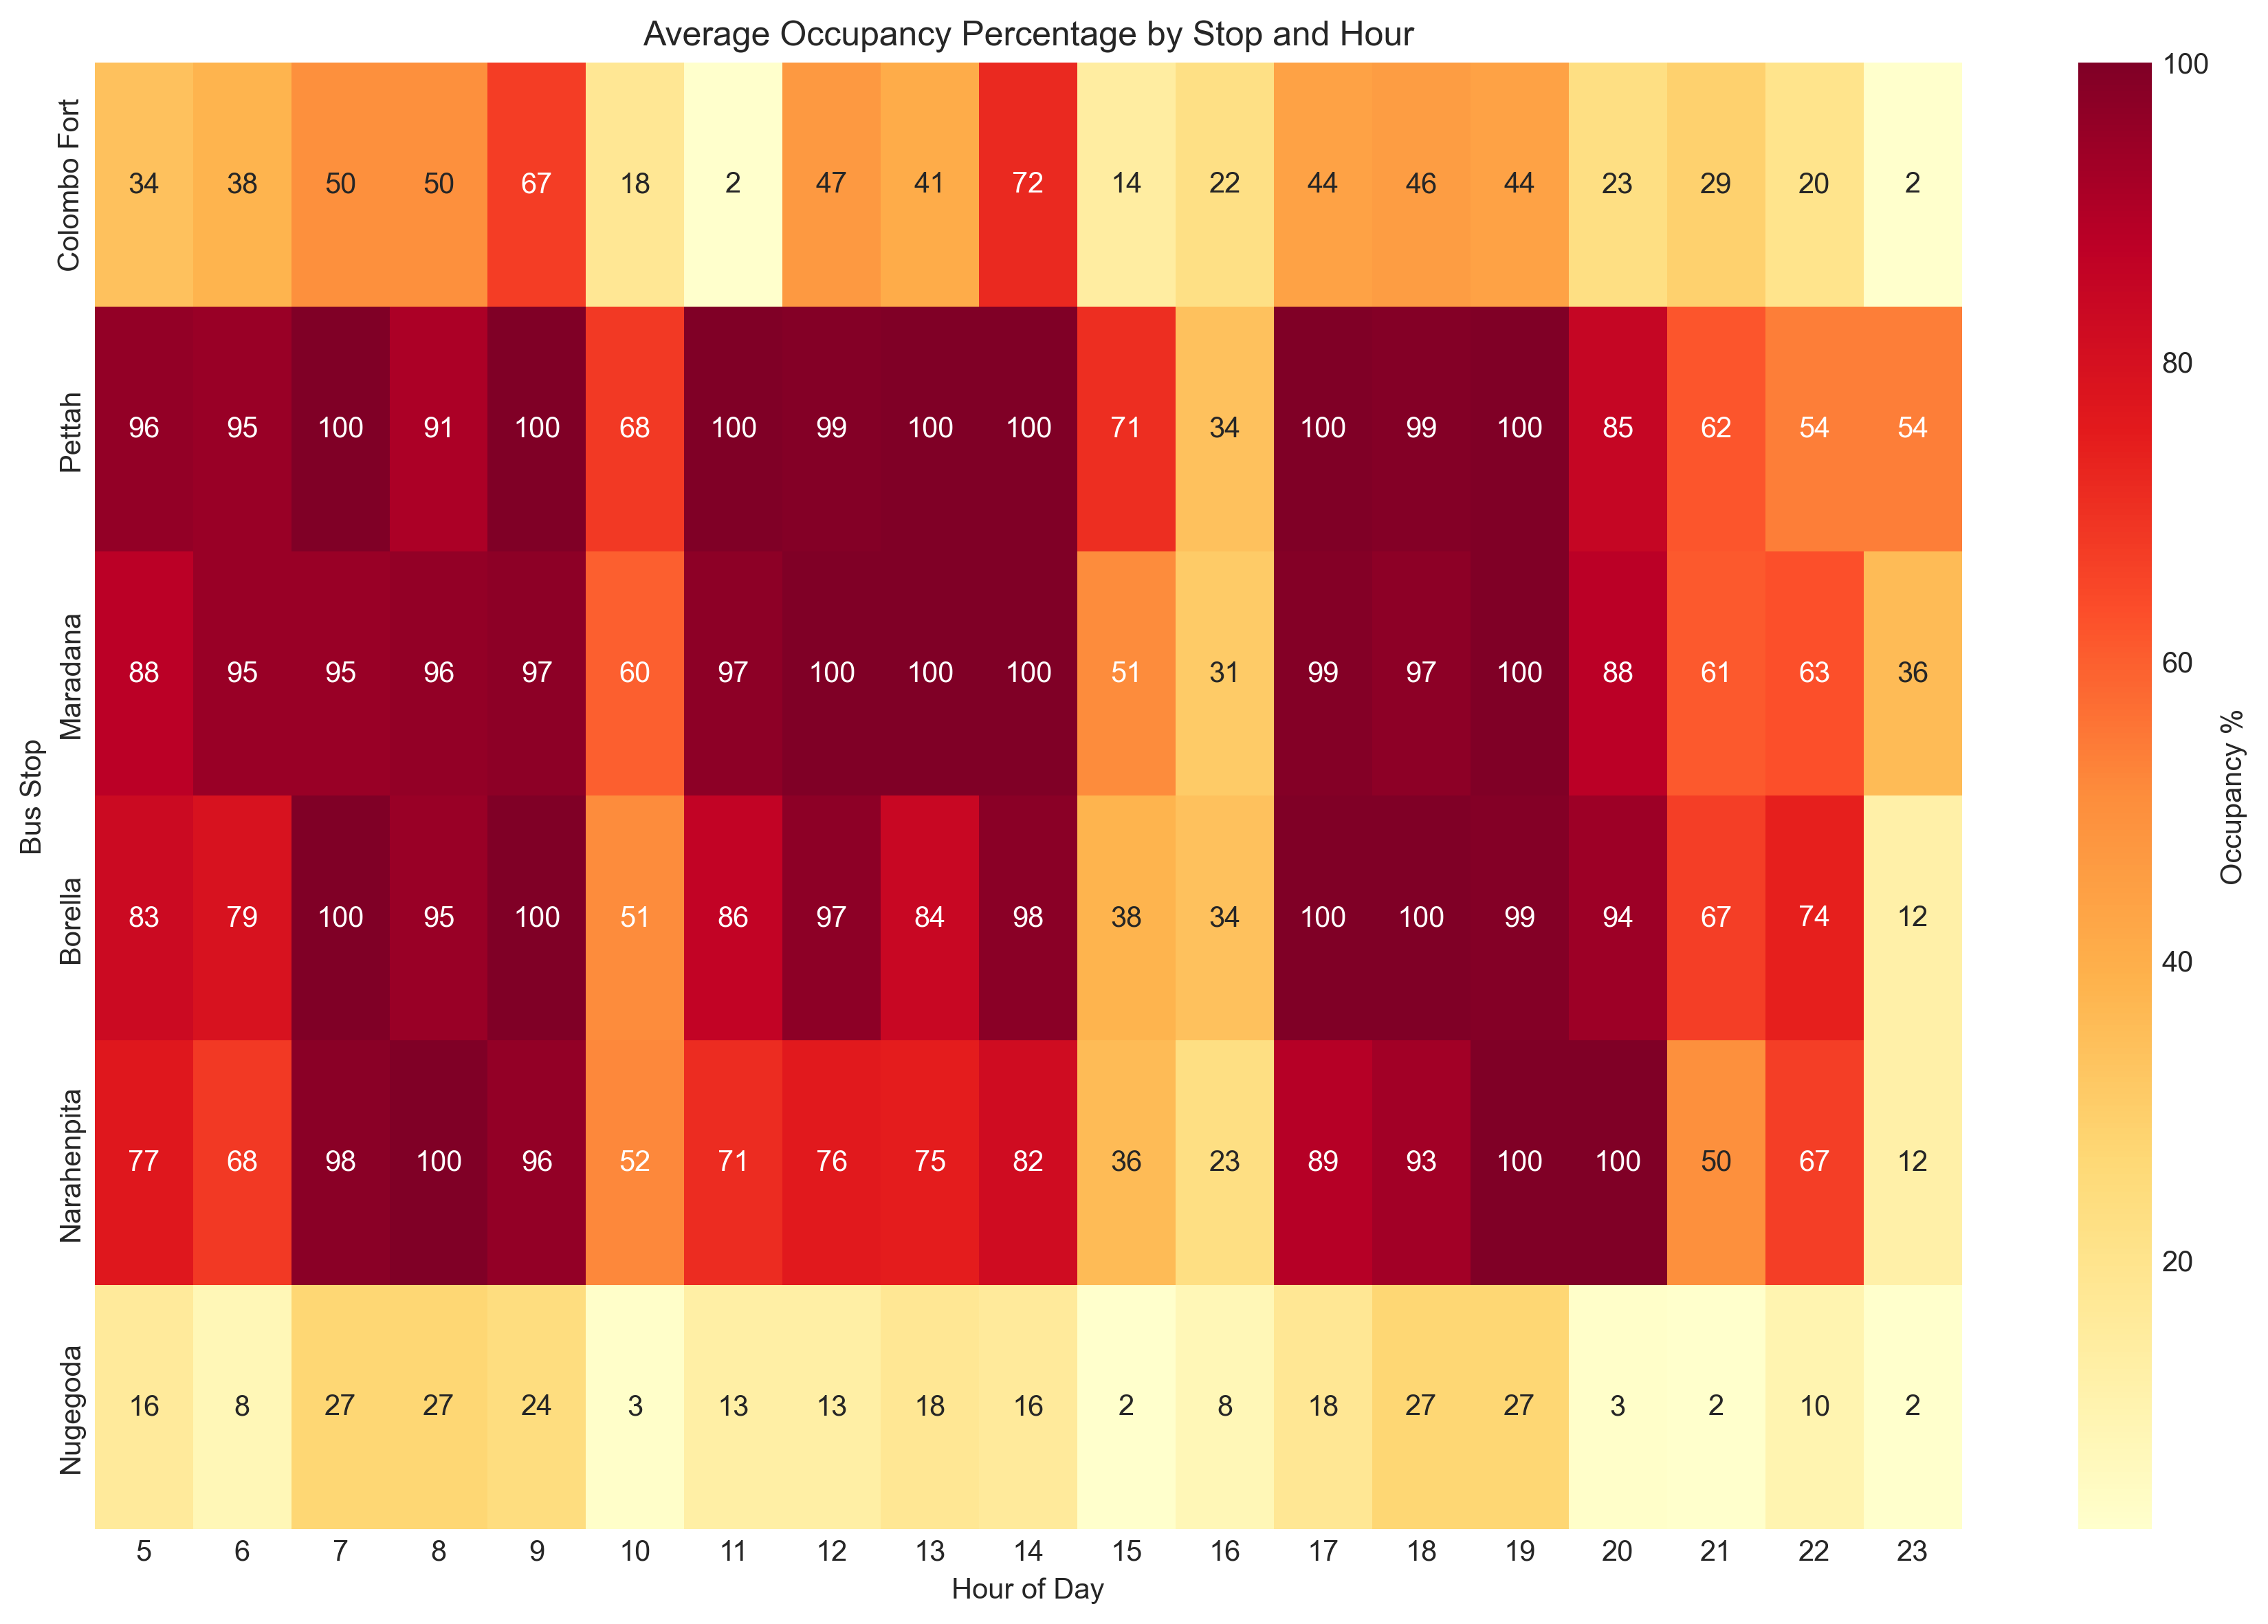 Average Occupancy Percentage by Stop and Hour
Bus Stop
Colombo Fort 34 38 50 50 67 18 2 47 41 72 14 22 44 46 44 23 29 20 2
Pettah 96 95 100 91 100 68 100 99 100 100 71 34 100 99 100 85 62 54 54
Maradana 88 95 95 96 97 60 97 100 100 100 51 31 99 97 100 88 61 63 36
Borella 83 79 100 95 100 51 86 97 84 98 38 34 100 100 99 94 67 74 12
Narahenpita 77 68 98 100 96 52 71 76 75 82 36 23 89 93 100 100 50 67 12
Nugegoda 16 8 27 27 24 3 13 13 18 16 2 8 18 27 27 3 2 10 2
5 6 7 8 9 10 11 12 13 14 15 16 17 18 19 20 21 22 23
Hour of Day
100
80
60
40
20
Occupancy %